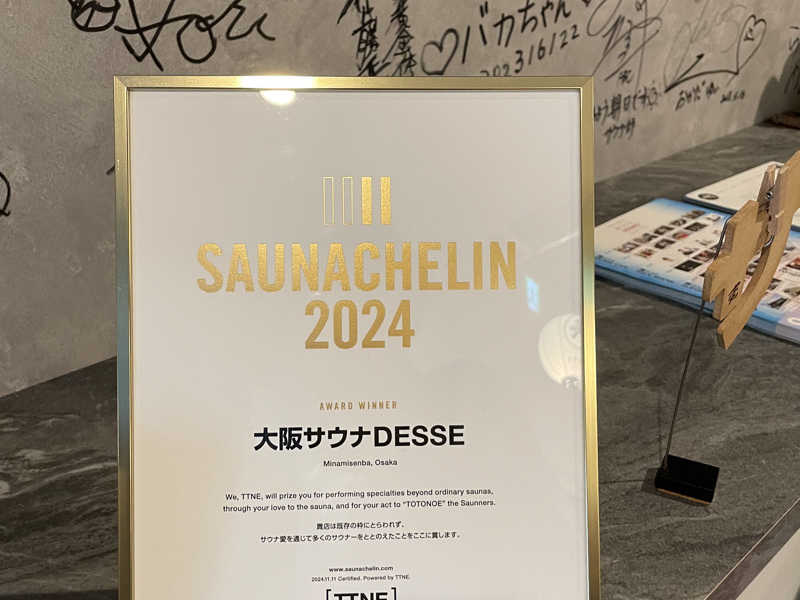 バカちゃん
202316122
SAUNACHELIN
2024
AWARD WINNER
大阪サウナDESSE
Minamisenba, Osaka
We, TTNE, will prize you for performing specialties beyond ordinary saunas,
through your love to the sauna, and for your act to "TOTONOE" the Saunners.
貴店は既存の枠にとらわれず、
サウナ愛を通じて多くのサウナーをととのえたことをここに賞します。
www.saunachelin.com
2024.11.11 Certified. Powered by TTNE.
[TTNE]